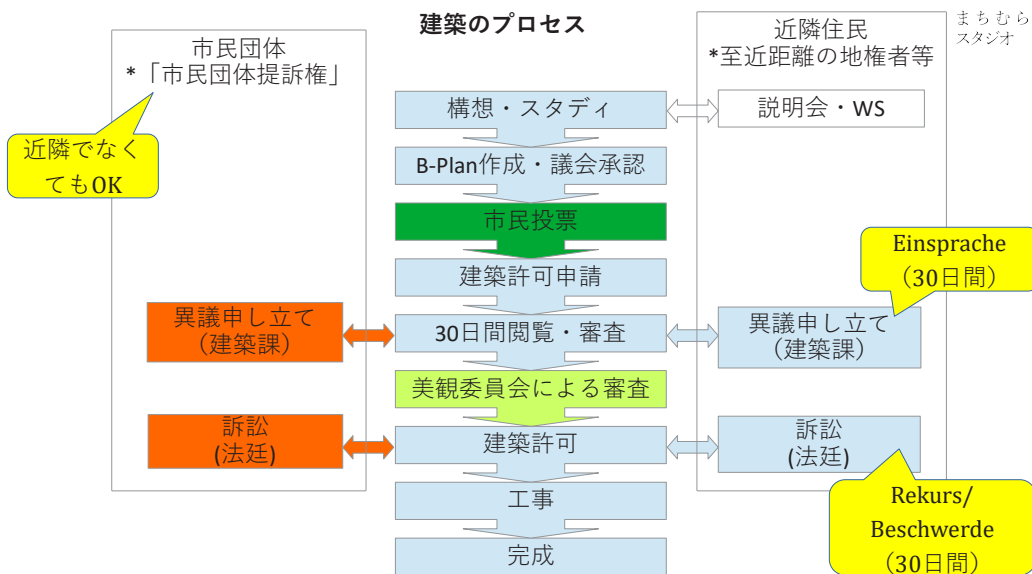 建築のプロセス
まちむら
スタジオ
市民団体
*「市民団体提訴権」
近隣でなく
てもOK
異議申し立て
（建築課）
訴訟
(法廷)
構想・スタディ
B-Plan作成・議会承認
市民投票
建築許可申請
30日間閲覧・審査
美観委員会による審査
建築許可
工事
完成
近隣住民
*至近距離の地権者等
説明会・WS
Einsprache
（30日間）
異議申し立て
（建築課）
訴訟
(法廷)
Rekurs/
Beschwerde
（30日間）